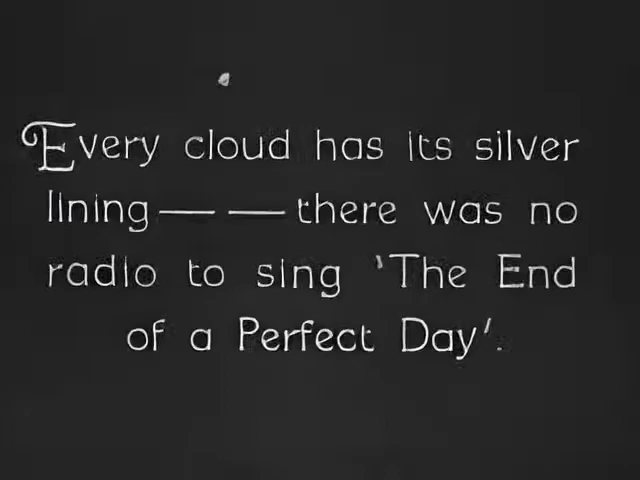 Every cloud has its silver
lining — — there was no
radio to sing 'The End
of a Perfect Day'.